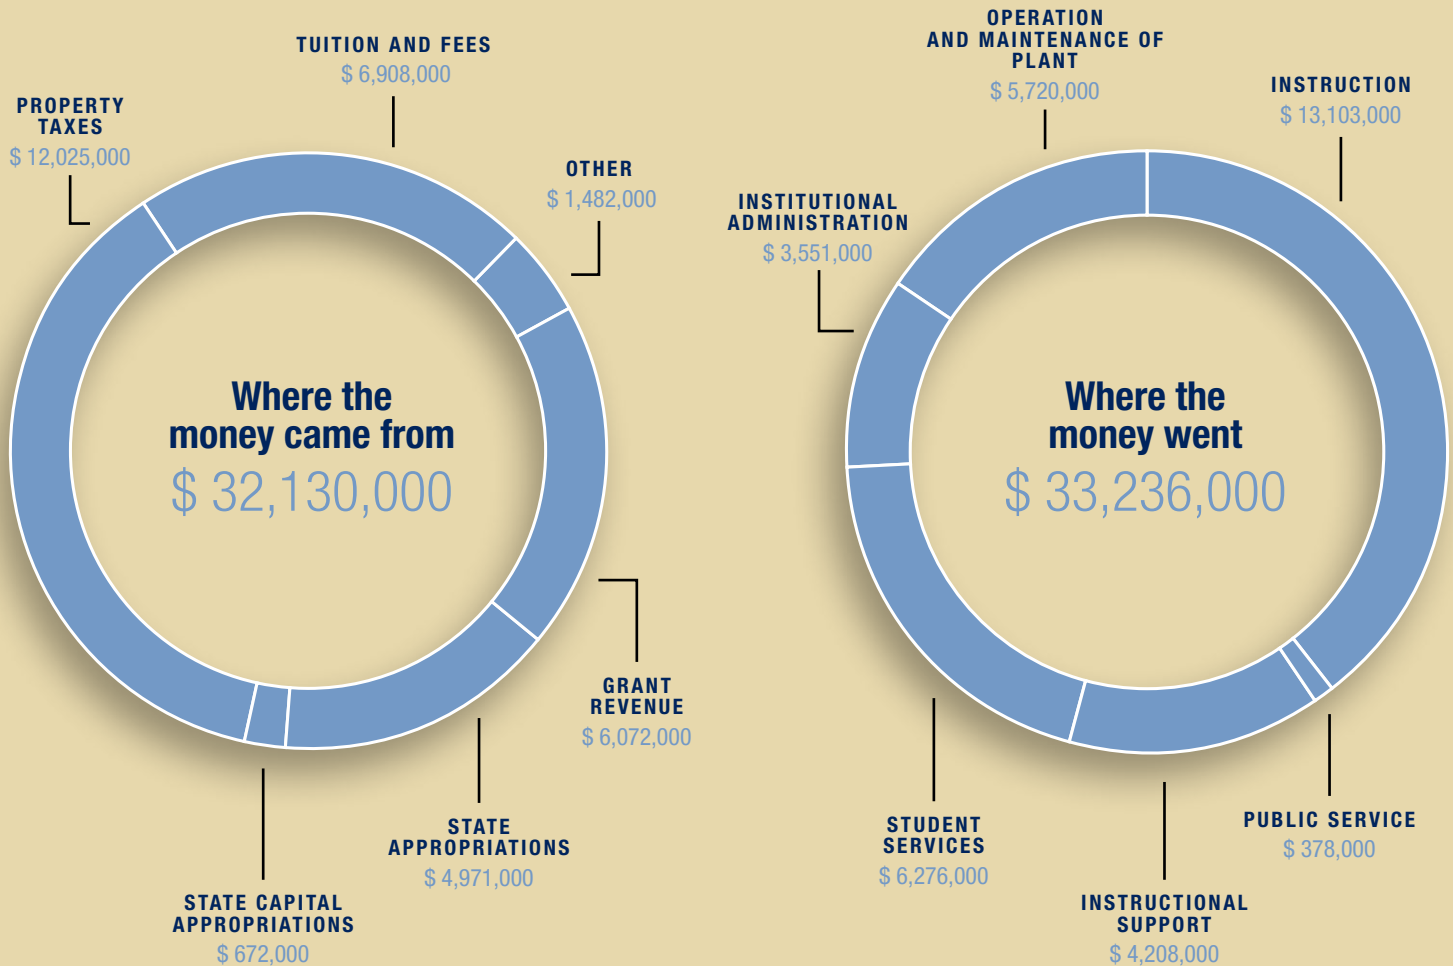 TUITION AND FEES
$ 6,908,000
PROPERTY
TAXES
$ 12,025,000
OTHER
$ 1,482,000
Where the
money came from
$ 32,130,000
GRANT
REVENUE
$ 6,072,000
STATE
APPROPRIATIONS
$ 4,971,000
STATE CAPITAL
APPROPRIATIONS
$ 672,000
OPERATION
AND MAINTENANCE OF
PLANT
$ 5,720,000
INSTRUCTION
$ 13,103,000
INSTITUTIONAL
ADMINISTRATION
$ 3,551,000
Where the
money went
$ 33,236,000
STUDENT
SERVICES
$ 6,276,000
PUBLIC SERVICE
$ 378,000
INSTRUCTIONAL
SUPPORT
$ 4,208,000